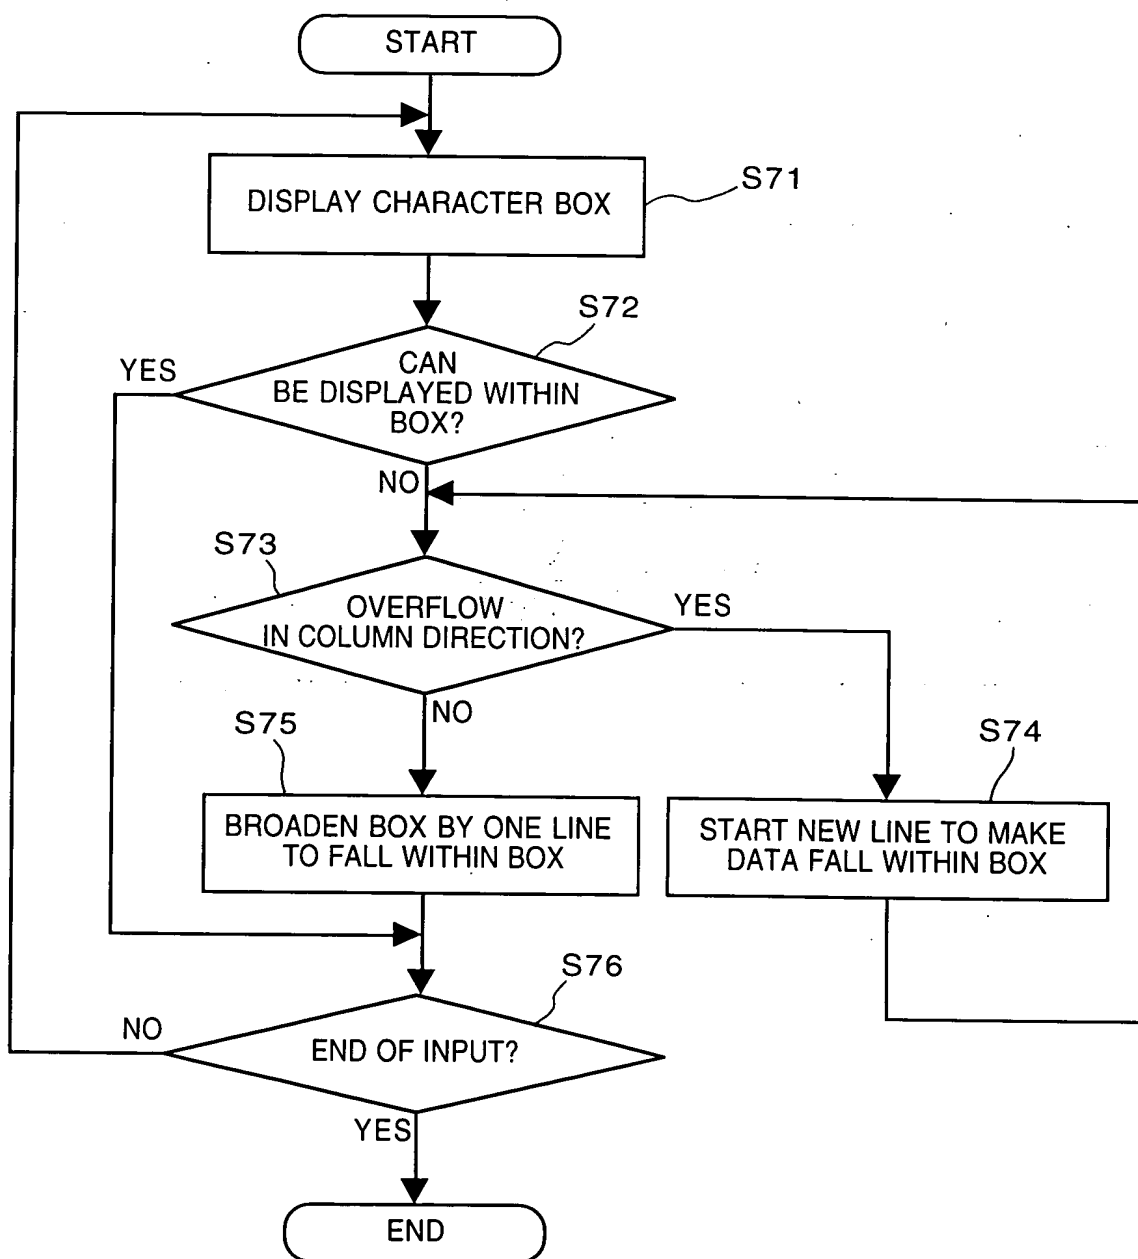 START
DISPLAY CHARACTER BOX
S71
S72
YES
CAN
BE DISPLAYED WITHIN
BOX?
NO
S73
OVERFLOW
IN COLUMN DIRECTION?
YES
NO
S75
S74
BROADEN BOX BY ONE LINE
TO FALL WITHIN BOX
START NEW LINE TO MAKE
DATA FALL WITHIN BOX
S76
NO
END OF INPUT?
YES
END